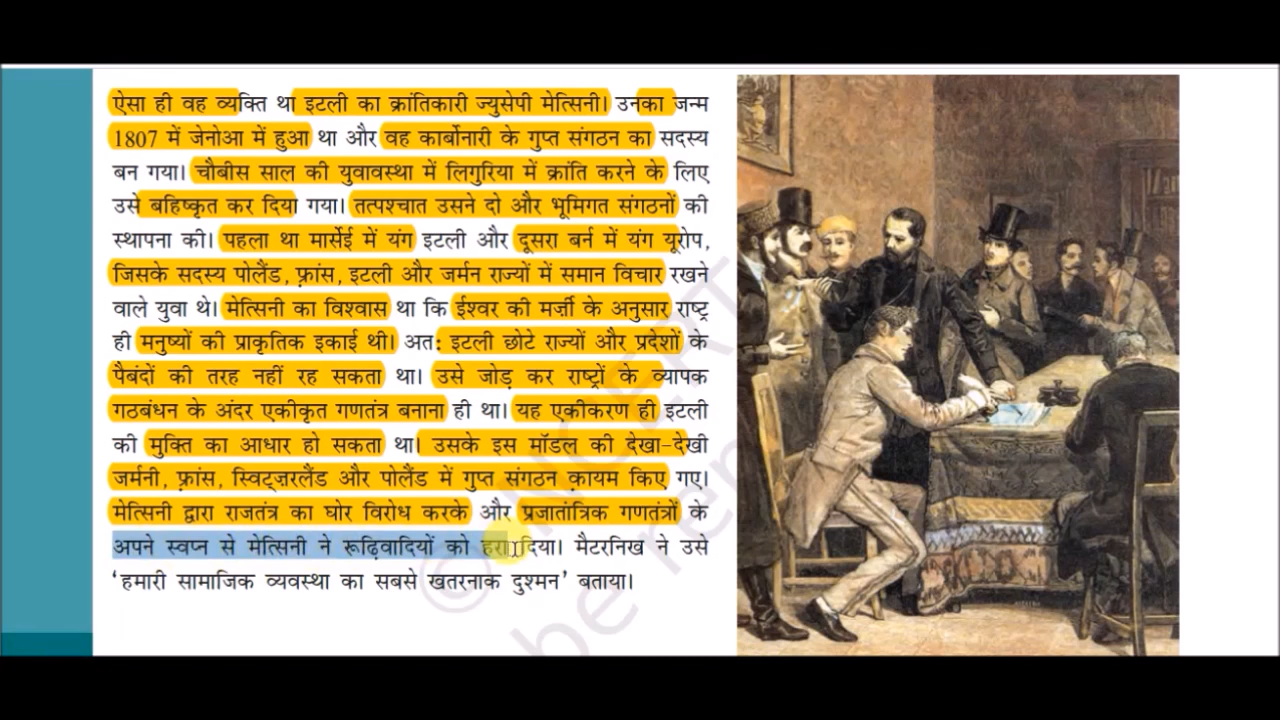 ऐसा ही वह व्यक्ति था इटली का क्रांतिकारी ज्युसेपी मेत्सिनी। उनका जन्म
1807 में जेनोआ में हुआ था और वह कार्बोनारी के गुप्त संगठन का सदस्य
बन गया। चौबीस साल की युवावस्था में लिगुरिया में क्रांति करने के लिए
उसे बहिष्कृत कर दिया गया। तत्पश्चात उसने दो और भूमिगत संगठनों की
स्थापना की। पहला था मार्सेई में यंग इटली और दूसरा बर्न में यंग यूरोप,
जिसके सदस्य पोलैंड, फ़्रांस, इटली और जर्मन राज्यों में समान विचार रखने
वाले युवा थे। मेत्सिनी का विश्वास था कि ईश्वर की मर्ज़ी के अनुसार राष्ट्र
ही मनुष्यों की प्राकृतिक इकाई थी। अत: इटली छोटे राज्यों और प्रदेशों के
पैबंदों की तरह नहीं रह सकता था। उसे जोड़ कर राष्ट्रों के व्यापक
गठबंधन के अंदर एकीकृत गणतंत्र बनाना ही था। यह एकीकरण ही इटली
की मुक्ति का आधार हो सकता था। उसके इस मॉडल की देखा-देखी
जर्मनी, फ़्रांस, स्विट्ज़रलैंड और पोलैंड में गुप्त संगठन क़ायम किए गए।
मेत्सिनी द्वारा राजतंत्र का घोर विरोध करके और प्रजातांत्रिक गणतंत्रों के
अपने स्वप्न से मेत्सिनी ने रूढ़िवादियों को हरा दिया। मैटरनिख ने उसे
‘हमारी सामाजिक व्यवस्था का सबसे खतरनाक दुश्मन’ बताया।
© NCERT
be rep